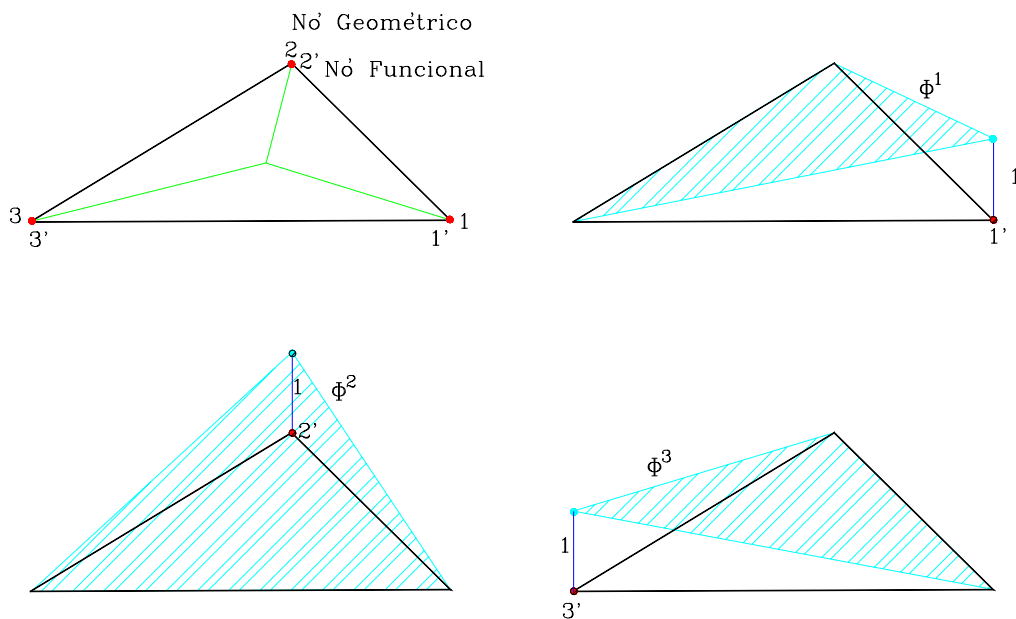 Nó Geométrico
2
2' Nó Funcional
3
3'
1
1'
Φ1
1
1'
1
Φ2
2'
Φ3
1
3'